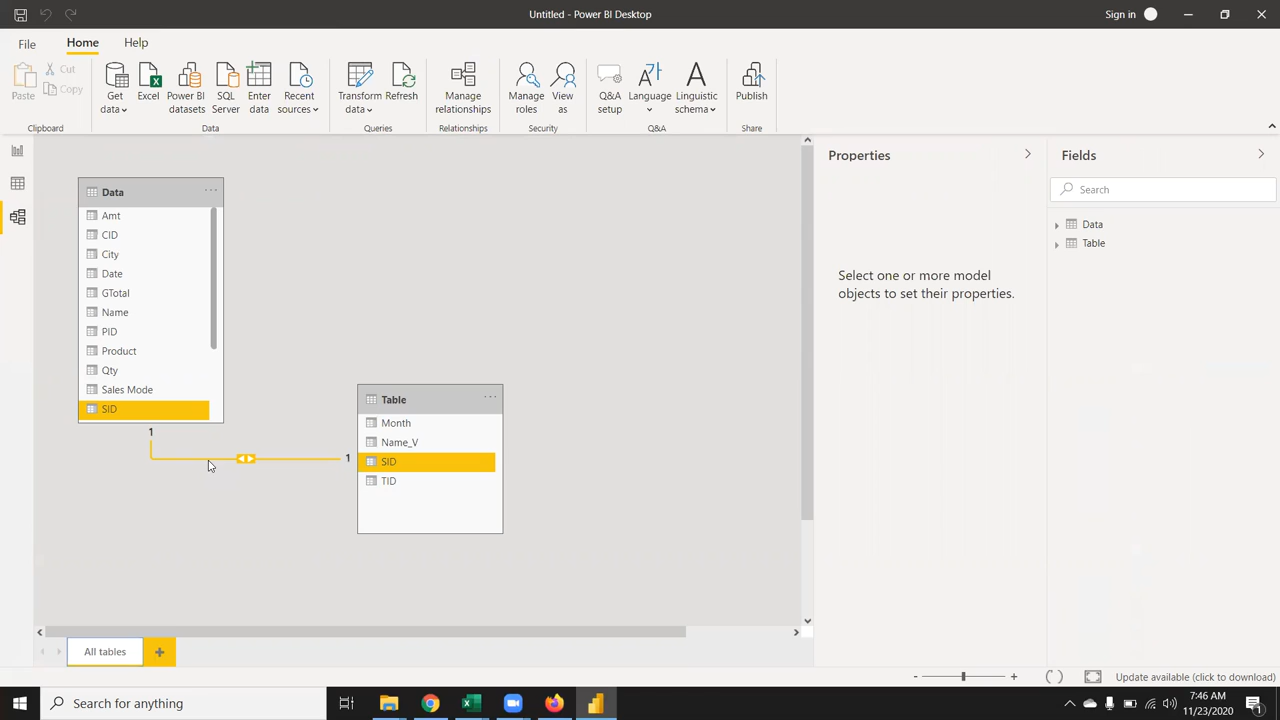 Untitled - Power BI Desktop
Sign in
File
Home
Help
Paste
Cut
Copy
Get data
Excel
Power BI datasets
SQL Server
Enter data
Recent sources
Transform data
Refresh
Manage relationships
Manage roles
View as
Q&A setup
Language
Linguistic schema
Publish
Clipboard
Data
Queries
Relationships
Security
Q&A
Share
Data
Amt
CID
City
Date
GTotal
Name
PID
Product
Qty
Sales Mode
SID
1
1
Table
Month
Name_V
SID
TID
Properties
Select one or more model
objects to set their properties.
Fields
Search
Data
Table
All tables
Update available (click to download)
Search for anything
7:46 AM
11/23/2020